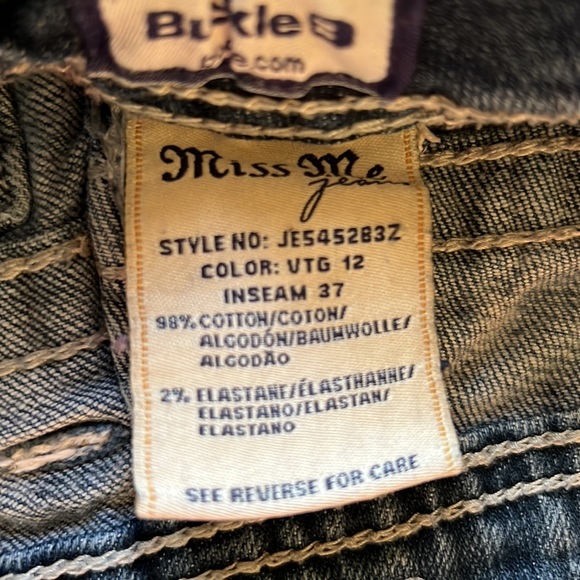 Buckle
.com
Miss Me
jeans
STYLE NO: JE5452B3Z
COLOR: VTG 12
INSEAM 37
98% COTTON/COTON/
ALGODÓN/BAUMWOLLE/
ALGODÃO
2% ELASTANE/ÉLASTHANNE/
ELASTANO/ELASTAN/
ELASTANO
SEE REVERSE FOR CARE